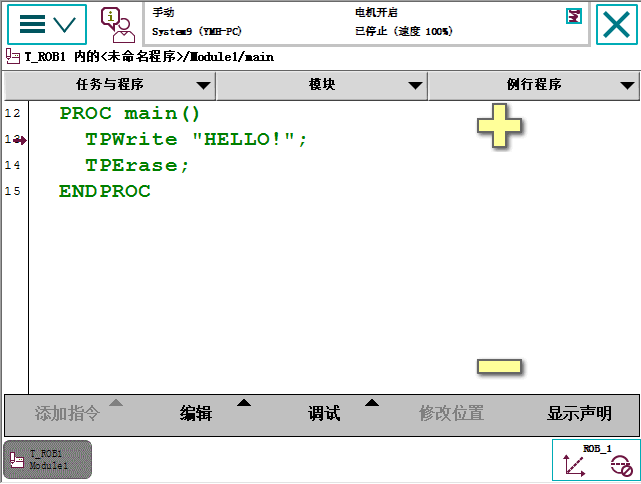 手动
电机开启
System9 (YMH-PC)
已停止 (速度 100%)
T_ROB1 内的<未命名程序>/Module1/main
任务与程序
模块
例行程序
12 PROC main()
13 TPWrite "HELLO!";
14 TPErase;
15 ENDPROC
添加指令
编辑
调试
修改位置
显示声明
T_ROB1
Module1
ROB_1